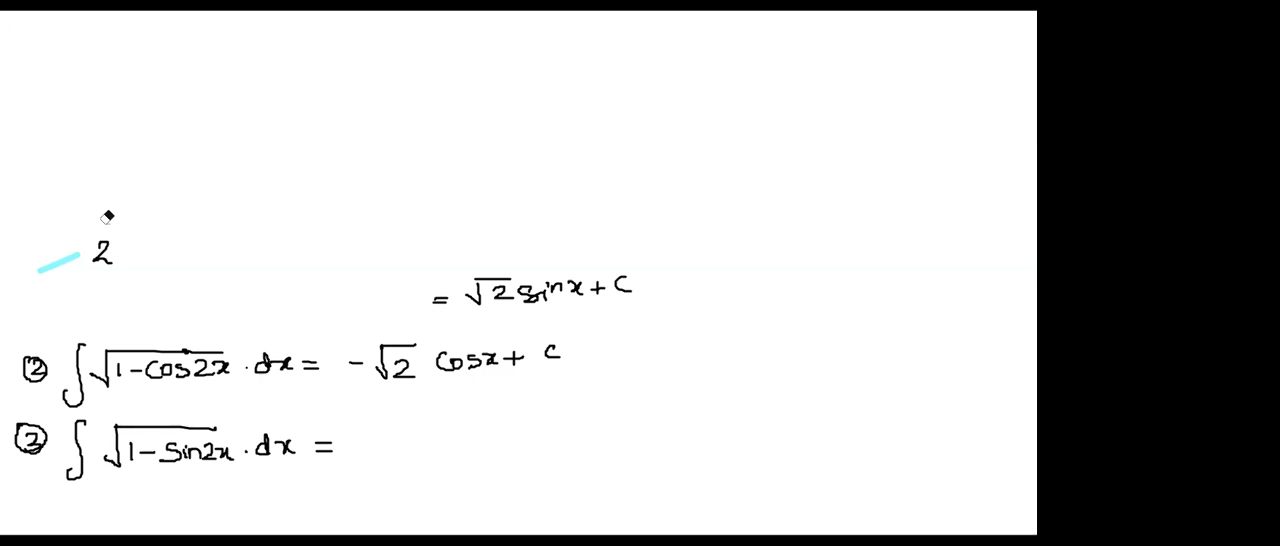 2
= √2 sinx + c
② ∫ √(1-cos2x) . dx = -√2 cosx + c
③ ∫ √(1-sin2x) . dx =